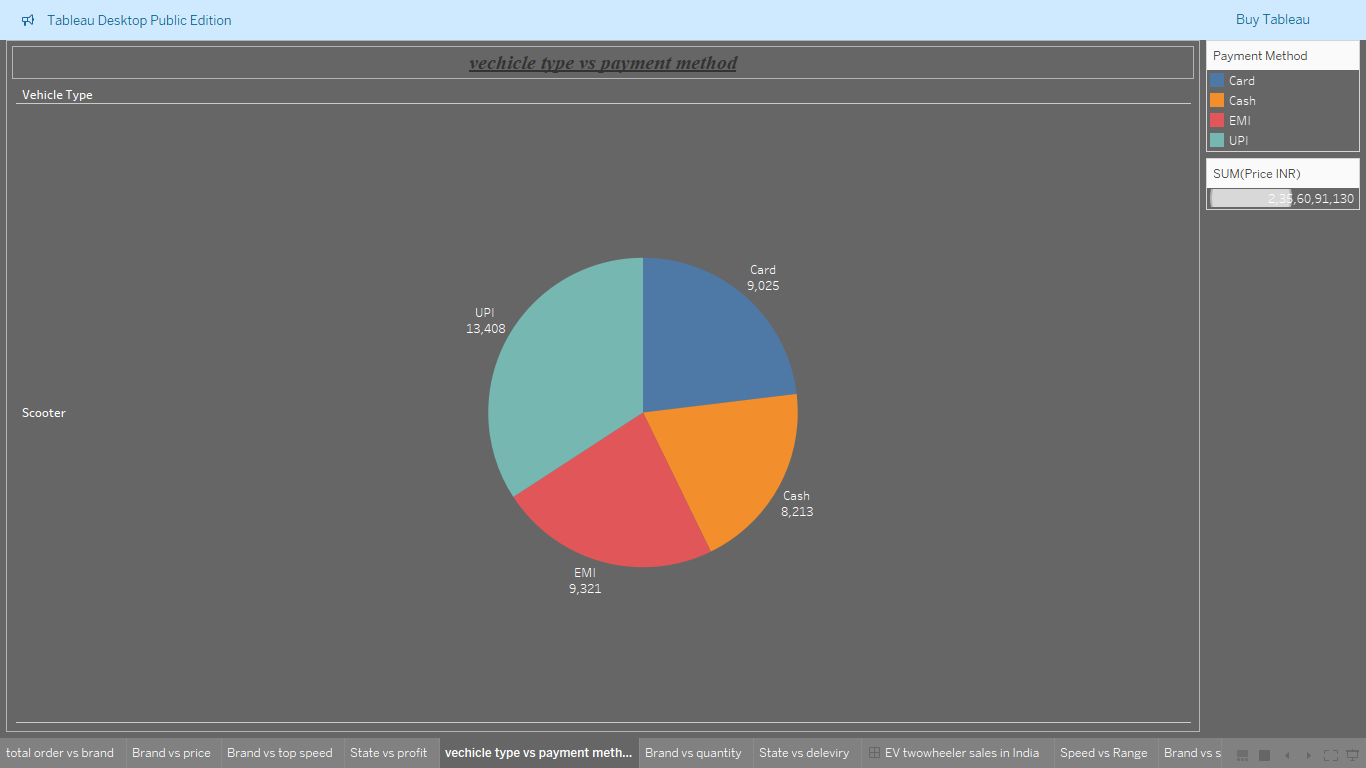 Tableau Desktop Public Edition
Buy Tableau
vechicle type vs payment method
Vehicle Type
Scooter
Card
9,025
UPI
13,408
Cash
8,213
EMI
9,321
Payment Method
Card
Cash
EMI
UPI
SUM(Price INR)
2,35,60,91,130
total order vs brand
Brand vs price
Brand vs top speed
State vs profit
vechicle type vs payment meth...
Brand vs quantity
State vs deleviry
EV twowheeler sales in India
Speed vs Range
Brand vs s